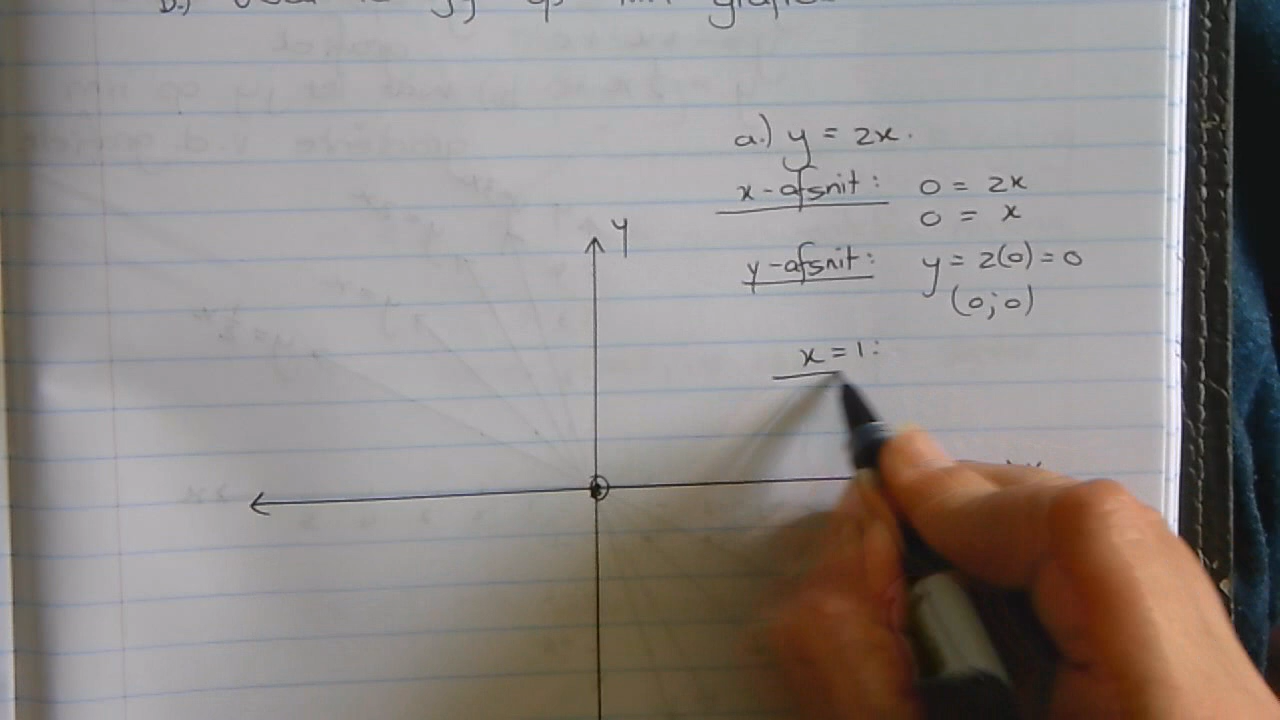 a.) y = 2x.
x-afsnit: 0 = 2x
0 = x
y-afsnit: y = 2(0) = 0
(0;0)
x = 1:
y